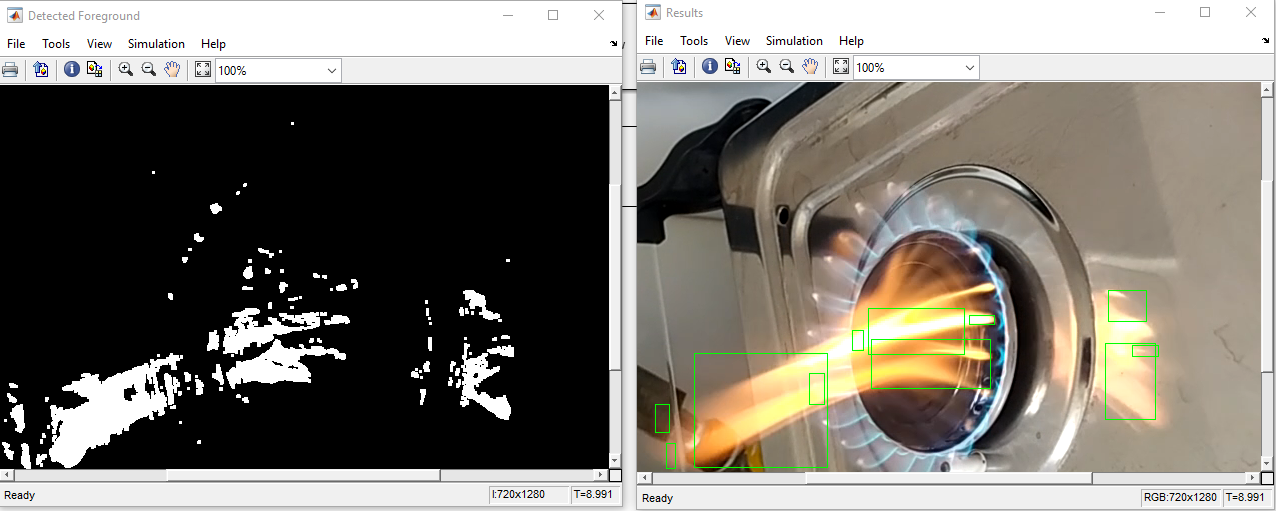 Detected Foreground
File Tools View Simulation Help
100%
Ready
I:720x1280
T=8.991
Results
File Tools View Simulation Help
100%
Ready
RGB:720x1280
T=8.991